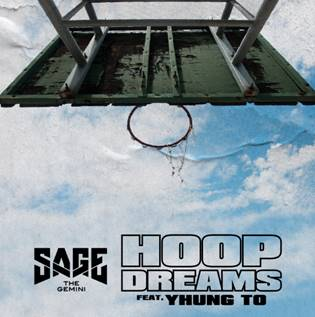 SAGE
THE
GEMINI
HOOP
DREAMS
FEAT. YHUNG TO